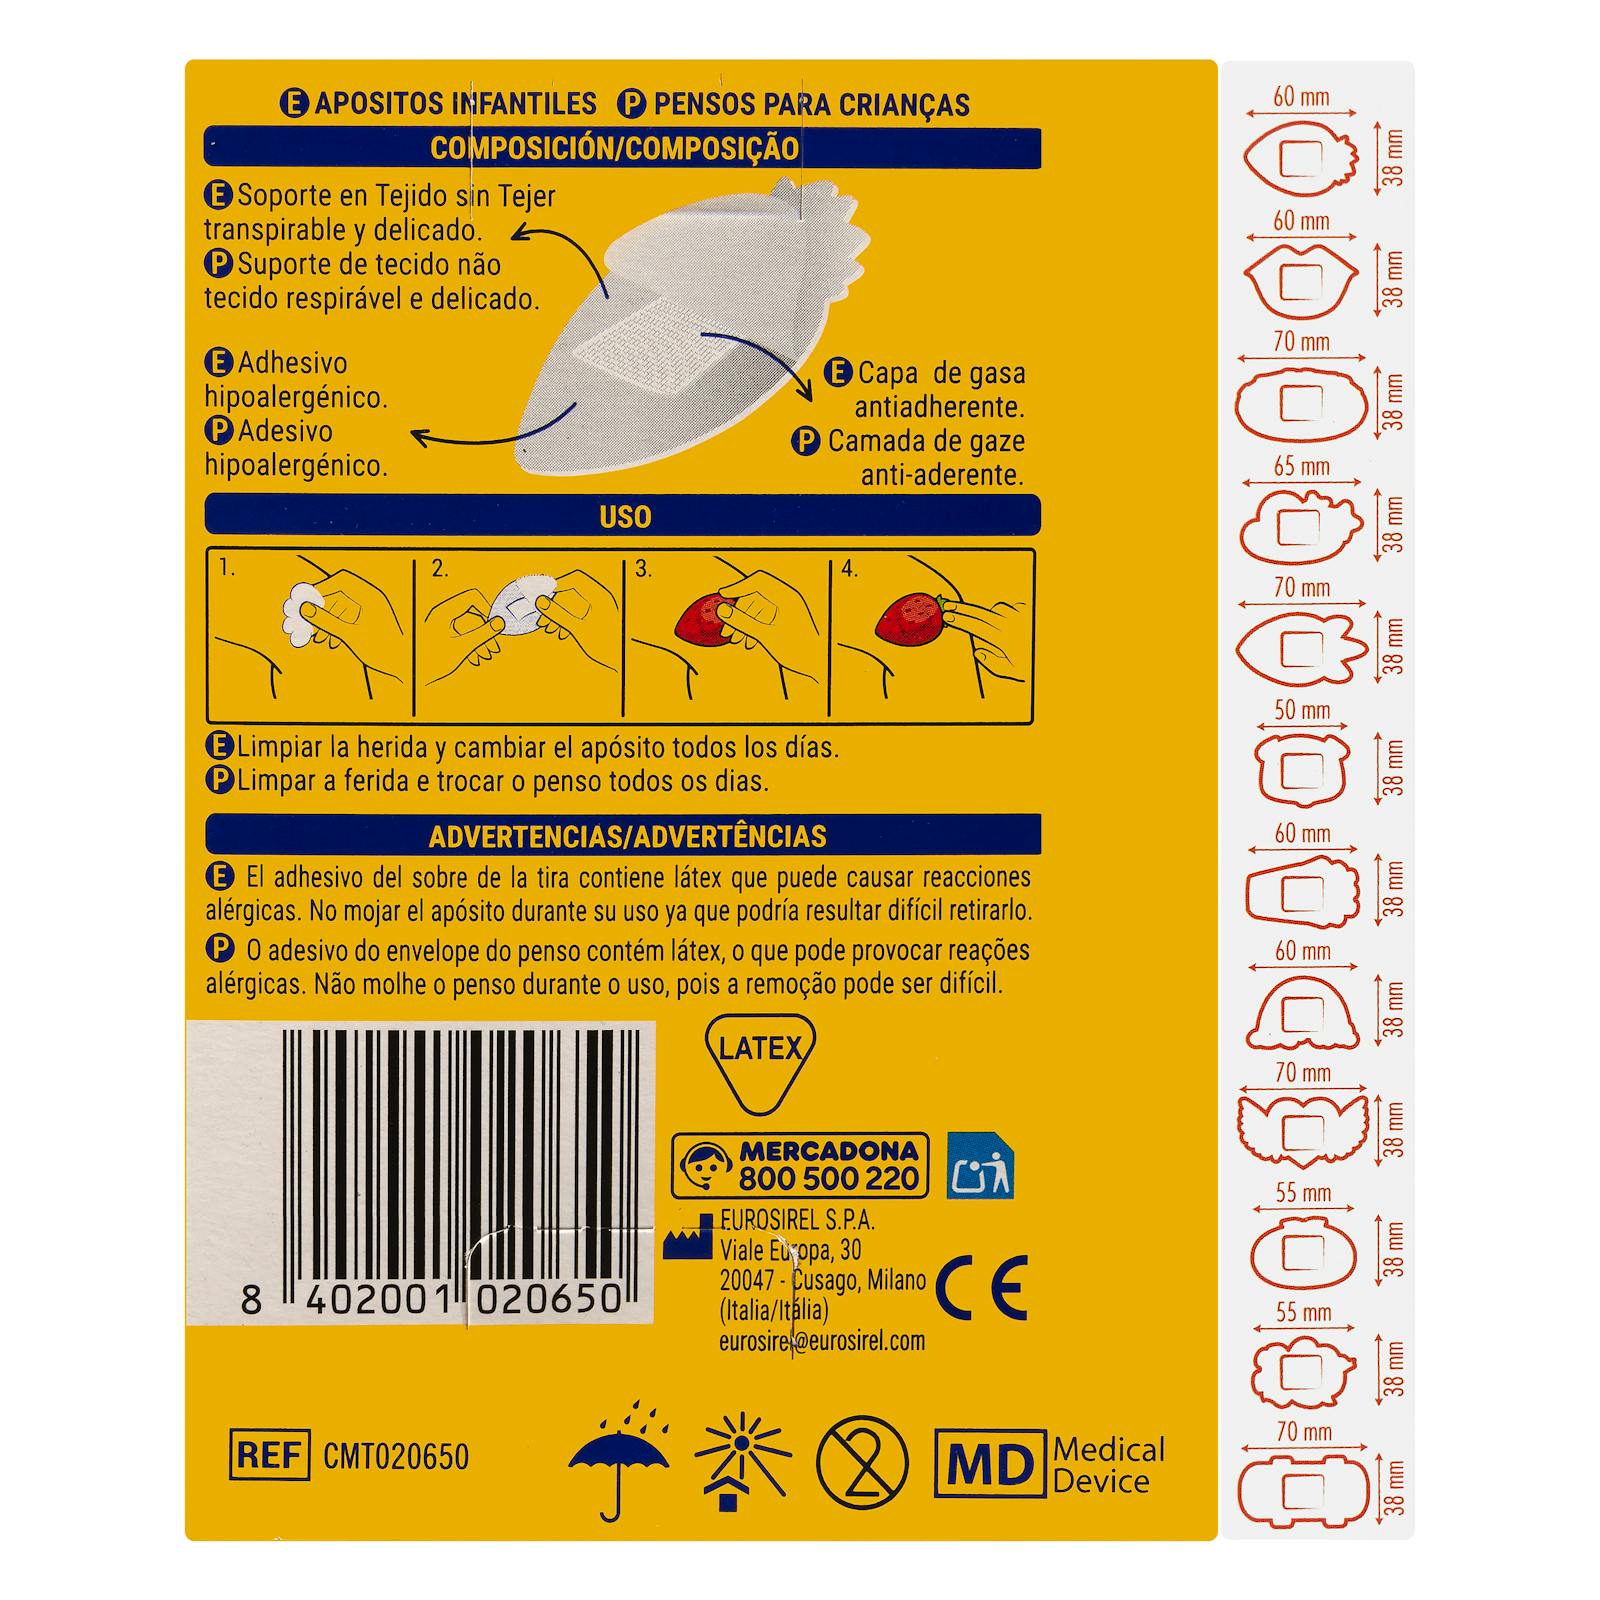 E APOSITOS INFANTILES P PENSOS PARA CRIANÇAS
COMPOSICIÓN/COMPOSIÇÃO
E Soporte en Tejido sin Tejer
transpirable y delicado.
P Suporte de tecido não
tecido respirável e delicado.
E Adhesivo
hipoalergénico.
P Adesivo
hipoalergénico.
E Capa de gasa
antiadherente.
P Camada de gaze
anti-aderente.
USO
1. 2. 3. 4.
E Limpiar la herida y cambiar el apósito todos los días.
P Limpar a ferida e trocar o penso todos os dias.
ADVERTENCIAS/ADVERTÊNCIAS
E El adhesivo del sobre de la tira contiene látex que puede causar reacciones
alérgicas. No mojar el apósito durante su uso ya que podría resultar difícil retirarlo.
P O adesivo do envelope do penso contém látex, o que pode provocar reações
alérgicas. Não molhe o penso durante o uso, pois a remoção pode ser difícil.
8 402001 020650
LATEX
MERCADONA
800 500 220
EUROSIREL S.P.A.
Viale Europa, 30
20047 - Cusago, Milano
(Italia/Itália)
eurosirel@eurosirel.com
CE
REF CMT020650
2
MD Medical
Device
60 mm
38 mm
60 mm
38 mm
70 mm
38 mm
65 mm
38 mm
70 mm
38 mm
50 mm
38 mm
60 mm
38 mm
60 mm
38 mm
70 mm
38 mm
55 mm
38 mm
55 mm
38 mm
70 mm
38 mm